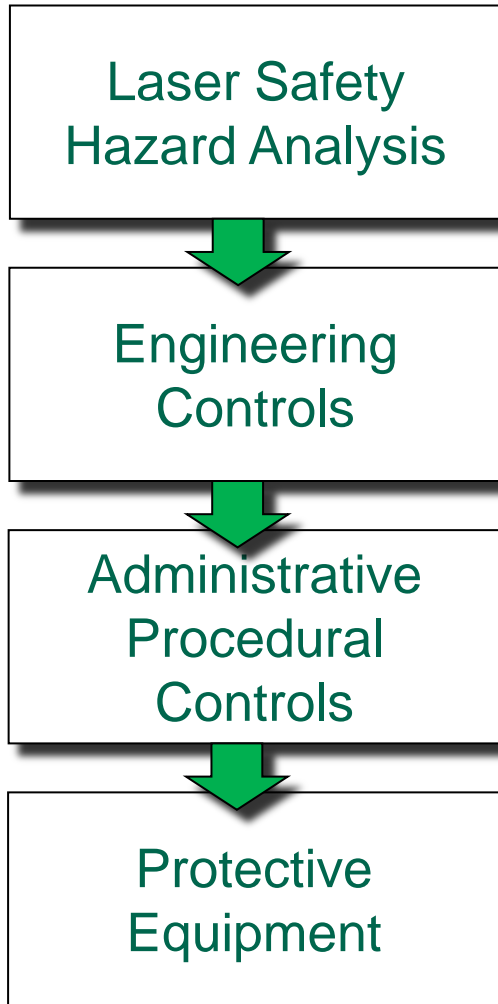 Laser Safety
Hazard Analysis
Engineering
Controls
Administrative
Procedural
Controls
Protective
Equipment